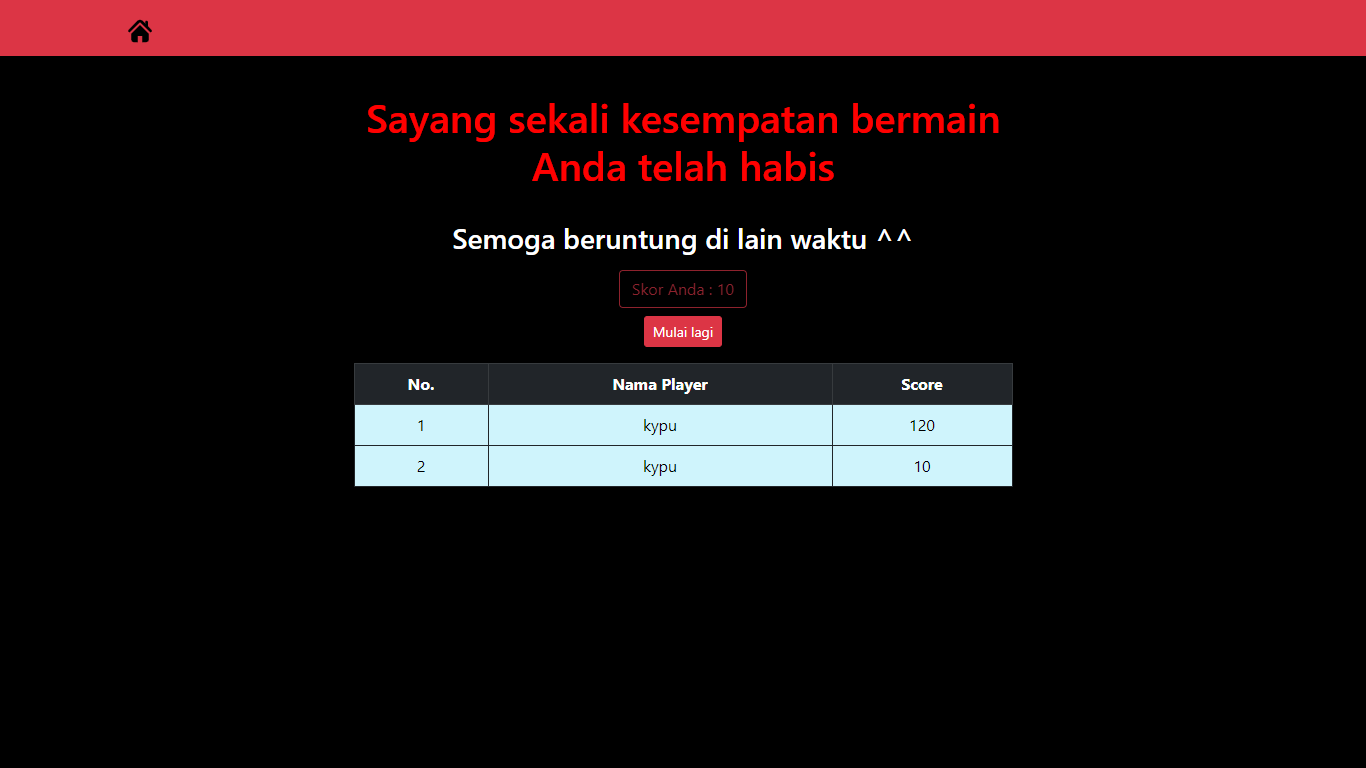 Sayang sekali kesempatan bermain
Anda telah habis
Semoga beruntung di lain waktu ^^
Skor Anda : 10
Mulai lagi
No. Nama Player Score
1 kypu 120
2 kypu 10